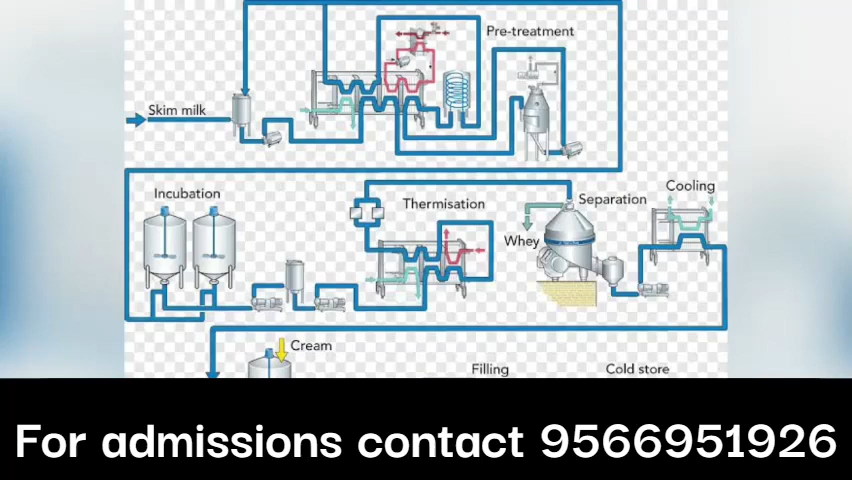 Pre-treatment
Skim milk
Incubation
Thermisation
Separation
Cooling
Whey
Cream
Filling
Cold store
For admissions contact 9566951926